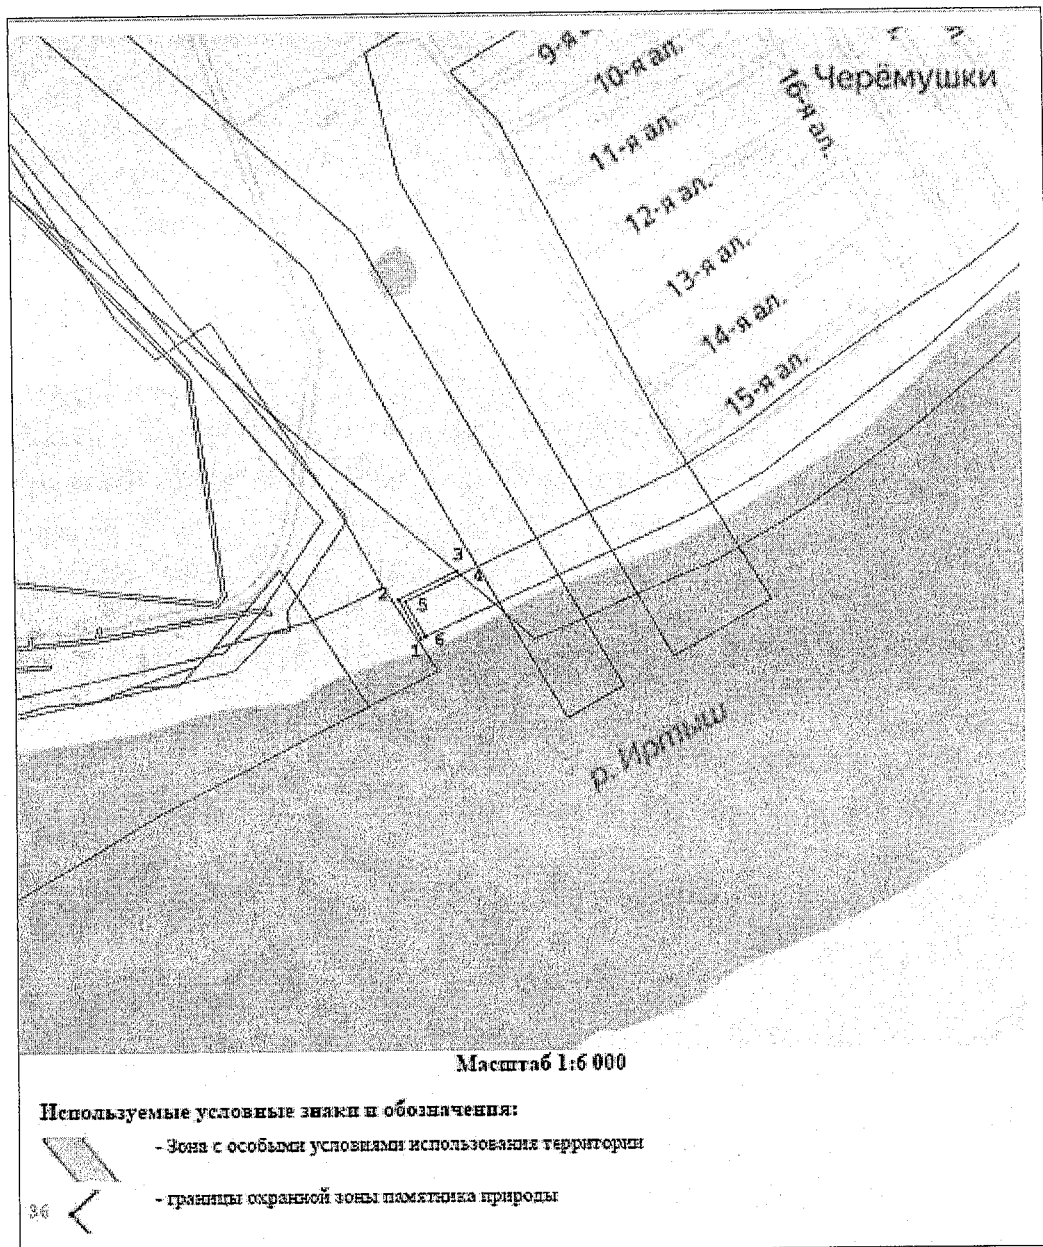 9-я
10-я ал.
16-я ал.
Черёмушки
11-я ал.
12-я ал.
13-я ал.
14-я ал.
15-я ал.
3
4
2
5
1
6
р. Иртыш
Масштаб 1:6 000
Используемые условные знаки и обозначения:
- Зона с особыми условиями использования территории
- границы охранной зоны памятника природы
36